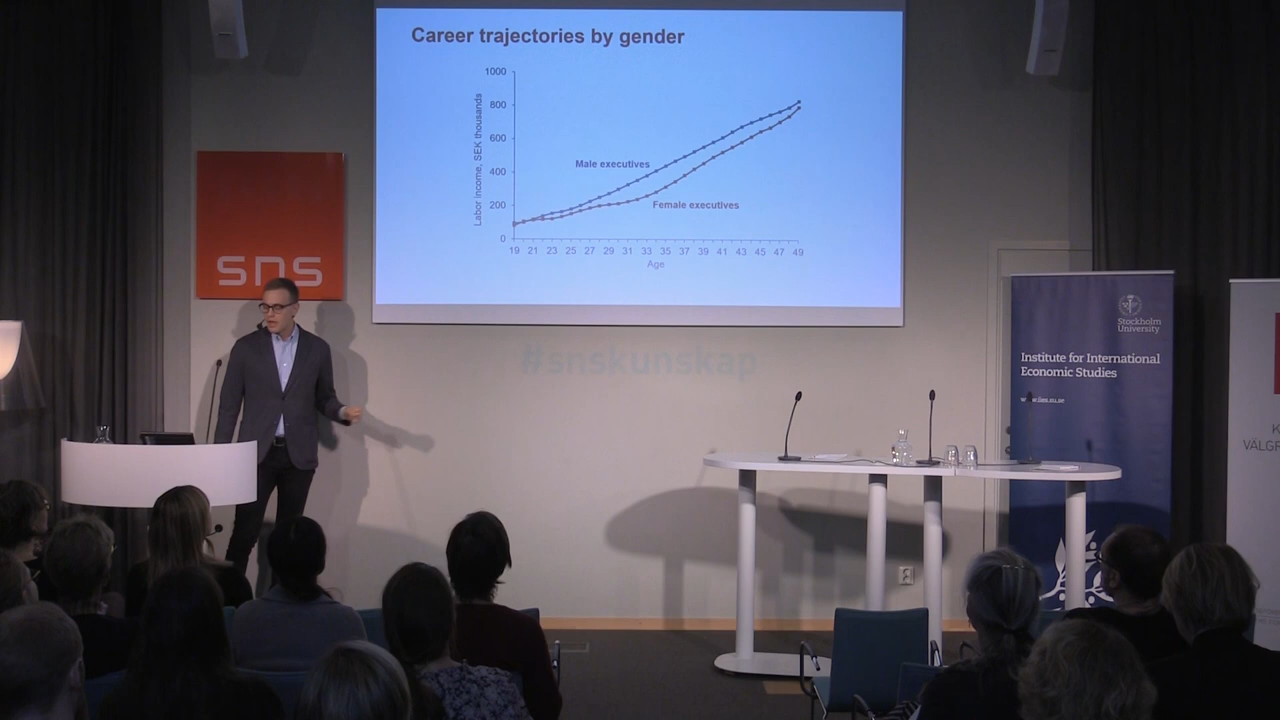 Career trajectories by gender
Labor Income, SEK thousands
1000
800
600
400
200
0
Male executives
Female executives
19 21 23 25 27 29 31 33 35 37 39 41 43 45 47 49
Age
sns
#snskunskap
Stockholm
University
Institute for International
Economic Studies